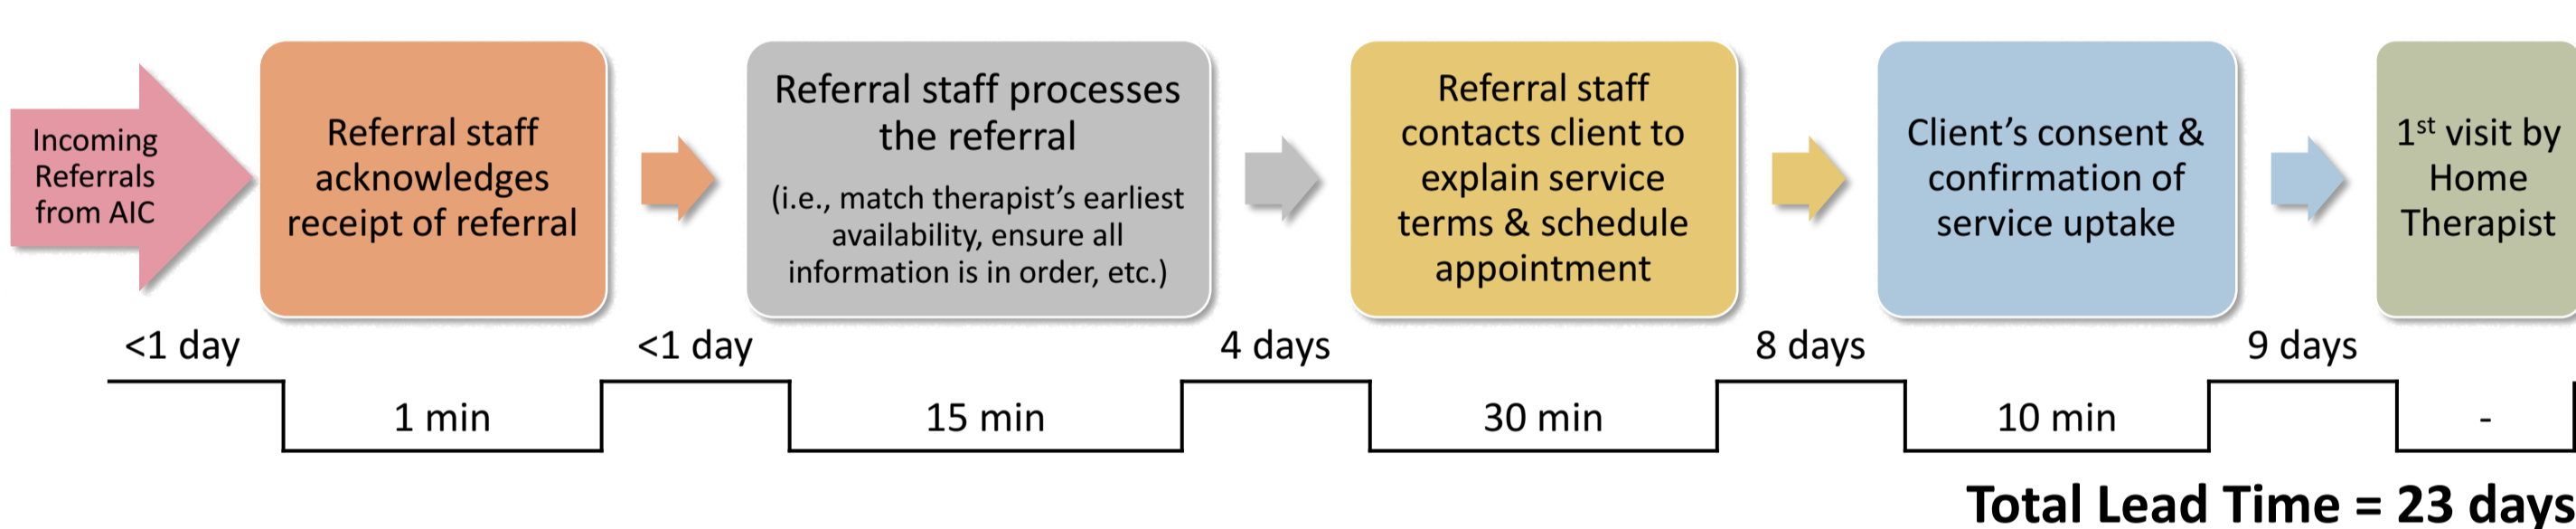 Incoming
Referrals
from AIC
Referral staff
acknowledges
receipt of referral
Referral staff processes
the referral
(i.e., match therapist’s earliest
availability, ensure all
information is in order, etc.)
Referral staff
contacts client to
explain service
terms & schedule
appointment
Client’s consent &
confirmation of
service uptake
1st visit by
Home
Therapist
<1 day
<1 day
4 days
8 days
9 days
1 min
15 min
30 min
10 min
-
Total Lead Time = 23 days